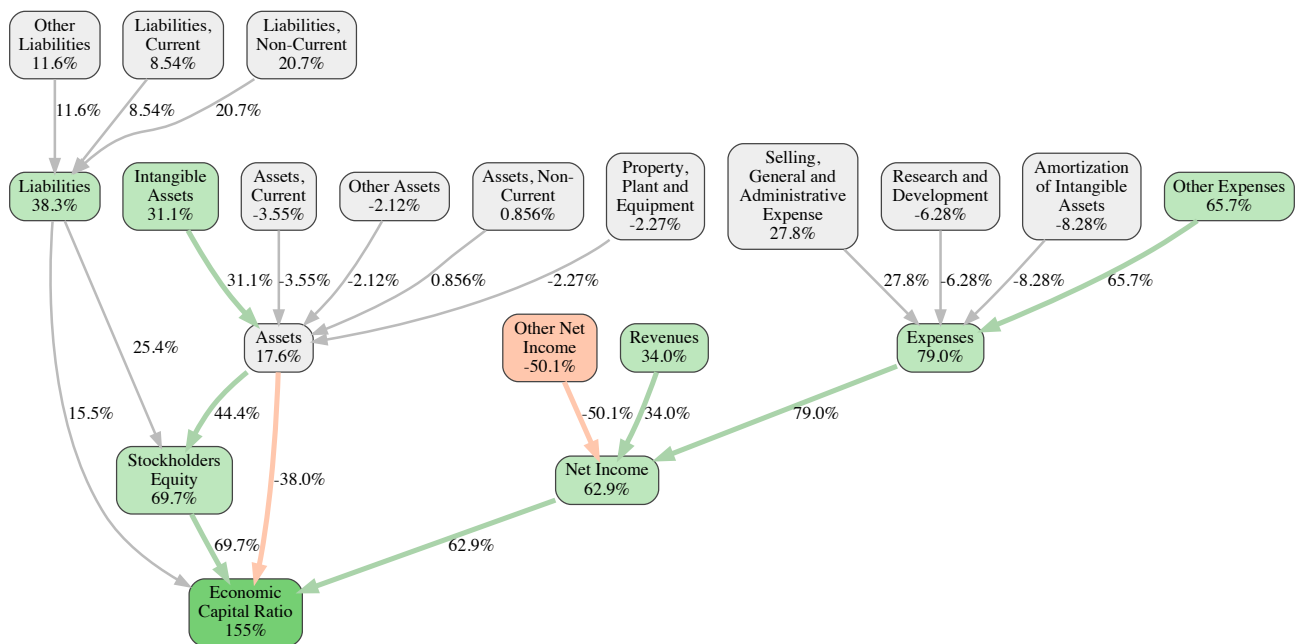 Other
Liabilities
11.6%
Liabilities,
Current
8.54%
Liabilities,
Non-Current
20.7%
11.6%
8.54%
20.7%
Liabilities
38.3%
Intangible
Assets
31.1%
Assets,
Current
-3.55%
Other Assets
-2.12%
Assets, Non-
Current
0.856%
Property,
Plant and
Equipment
-2.27%
Selling,
General and
Administrative
Expense
27.8%
Research and
Development
-6.28%
Amortization
of Intangible
Assets
-8.28%
Other Expenses
65.7%
31.1%
-3.55%
-2.12%
0.856%
-2.27%
27.8%
-6.28%
-8.28%
65.7%
25.4%
Assets
17.6%
Other Net
Income
-50.1%
Revenues
34.0%
Expenses
79.0%
15.5%
44.4%
-50.1%
34.0%
79.0%
Stockholders
Equity
69.7%
-38.0%
Net Income
62.9%
69.7%
62.9%
Economic
Capital Ratio
155%